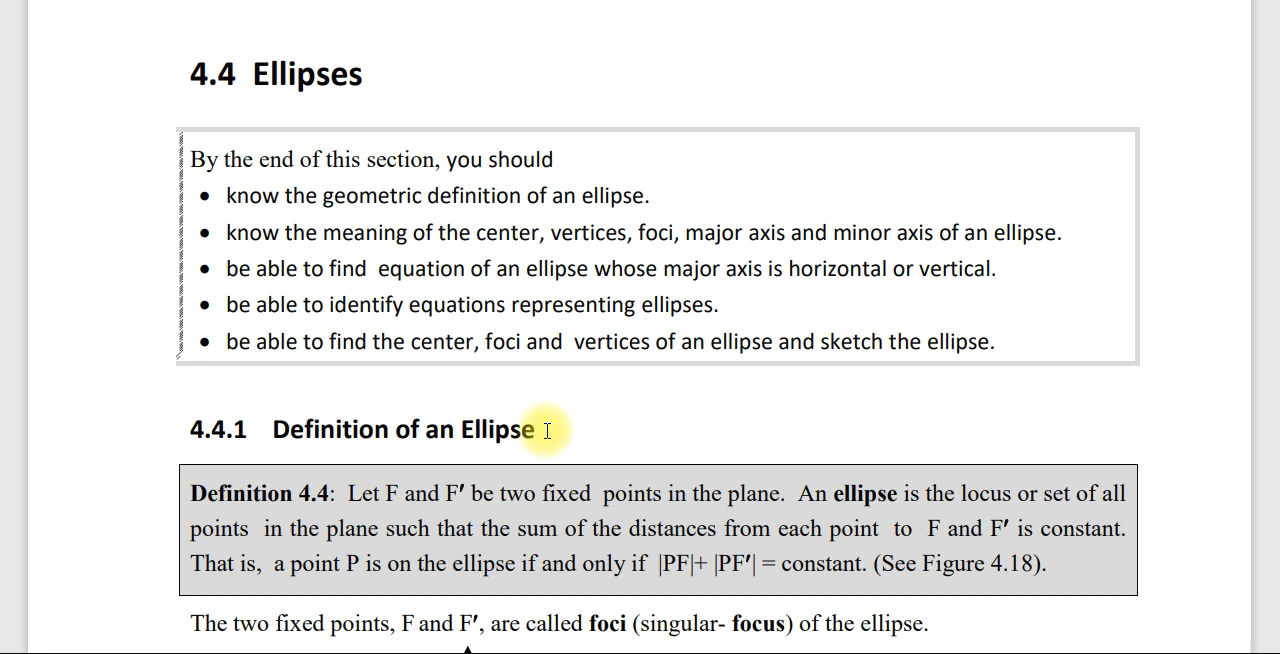 4.4 Ellipses
By the end of this section, you should
• know the geometric definition of an ellipse.
• know the meaning of the center, vertices, foci, major axis and minor axis of an ellipse.
• be able to find equation of an ellipse whose major axis is horizontal or vertical.
• be able to identify equations representing ellipses.
• be able to find the center, foci and vertices of an ellipse and sketch the ellipse.
4.4.1 Definition of an Ellipse
Definition 4.4: Let F and F′ be two fixed points in the plane. An ellipse is the locus or set of all
points in the plane such that the sum of the distances from each point to F and F′ is constant.
That is, a point P is on the ellipse if and only if |PF|+ |PF′| = constant. (See Figure 4.18).
The two fixed points, F and F′, are called foci (singular- focus) of the ellipse.